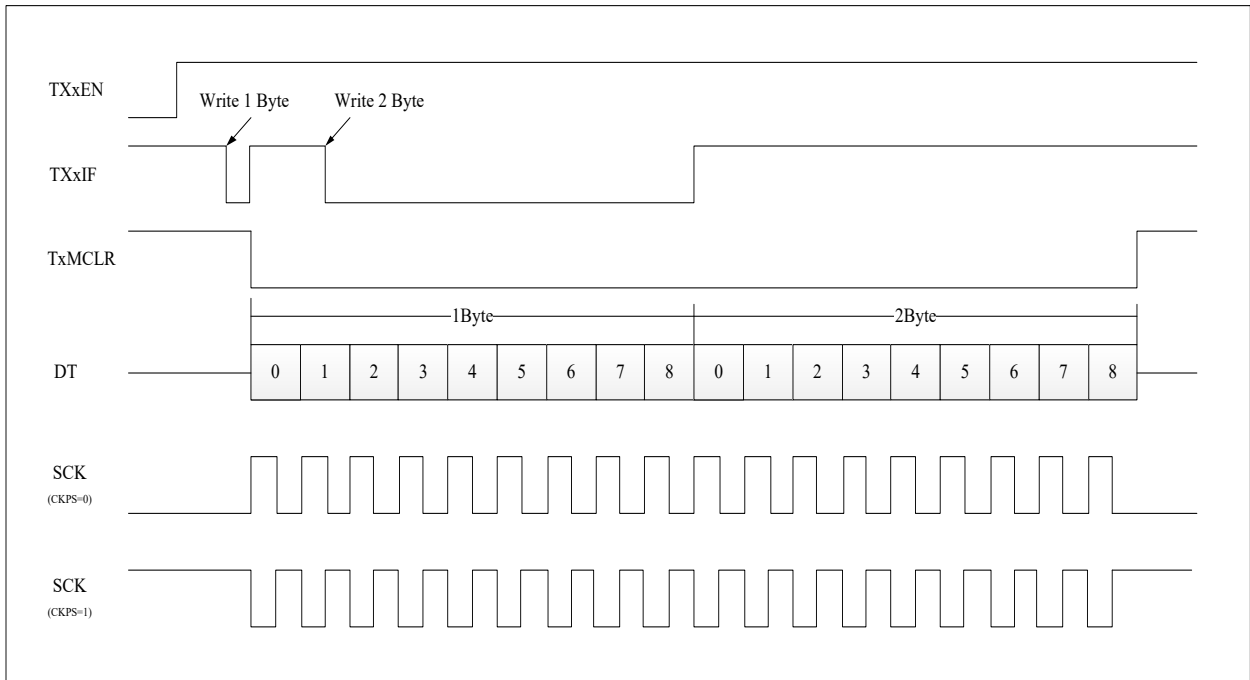 TXxEN
Write 1 Byte
Write 2 Byte
TXxIF
TxMCLR
1Byte
2Byte
DT
0 1 2 3 4 5 6 7 8 0 1 2 3 4 5 6 7 8
SCK
(CKPS=0)
SCK
(CKPS=1)